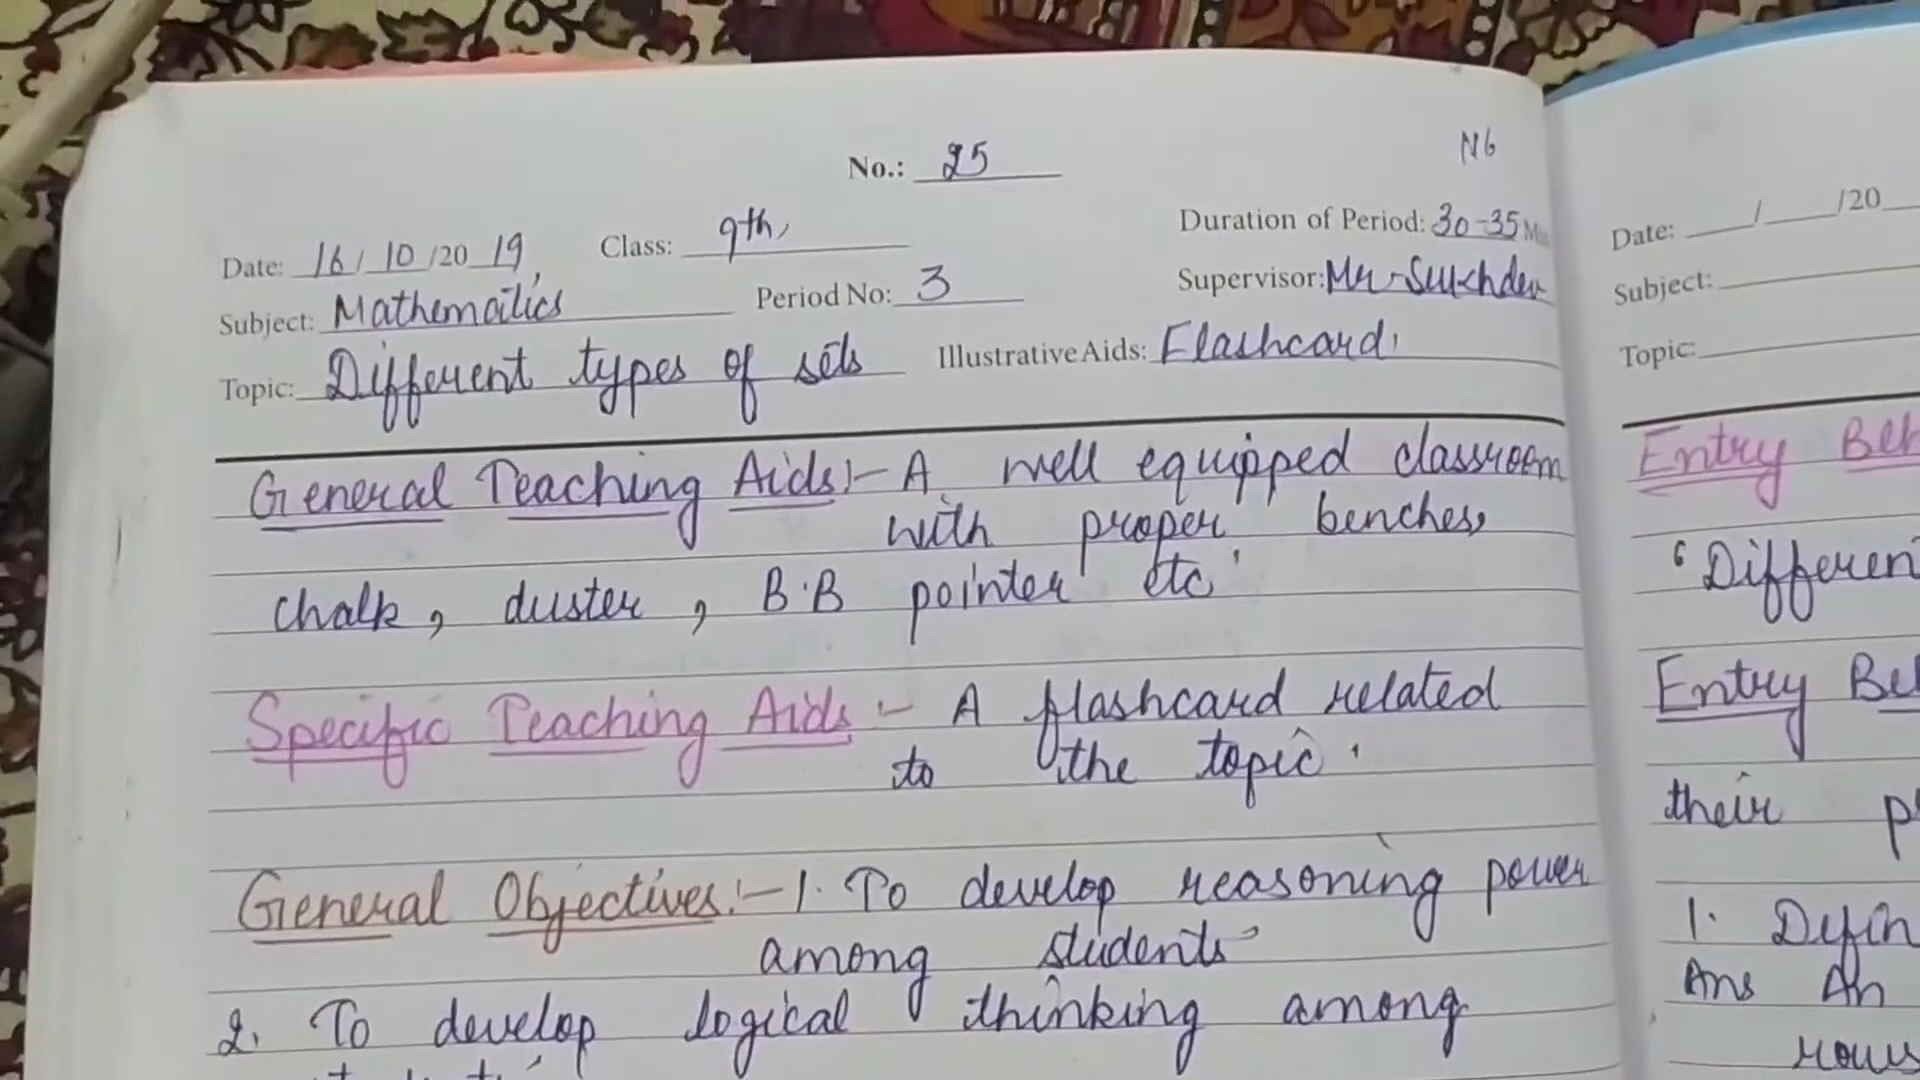 No.: 25
N6
Date: 16/10/2019, Class: 9th, Duration of Period: 30-35 M
Subject: Mathematics Period No: 3 Supervisor: Mr. Sukhdev
Topic: Different types of sets Illustrative Aids: Flashcard.
General Teaching Aids:- A well equipped classroom
with proper benches,
chalk, duster, B.B pointer etc.
Specific Teaching Aids:- A flashcard related
to the topic.
General Objectives:- 1. To develop reasoning power
among students.
2. To develop logical thinking among
Date: / /20
Subject:
Topic:
Entry Beh
"Differen
Entry Be
their p
1. Defin
Ans An
rows